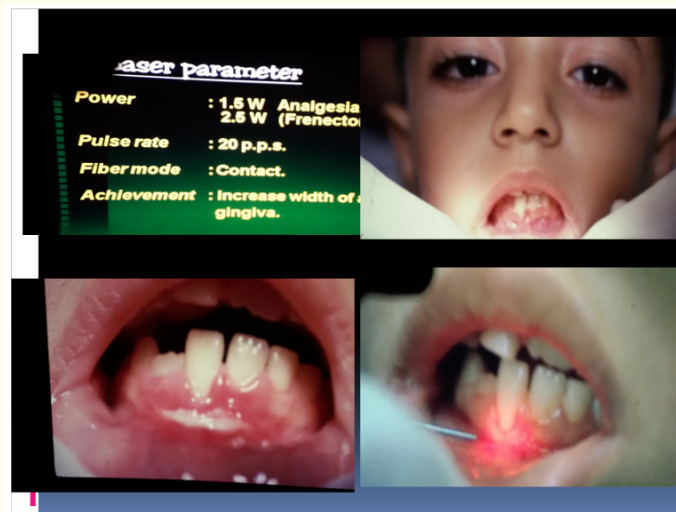 aser parameter
Power : 1.5 W Analgesia
2.5 W (Frenecto
Pulse rate : 20 p.p.s.
Fiber mode : Contact.
Achievement : Increase width of a
gingiva.